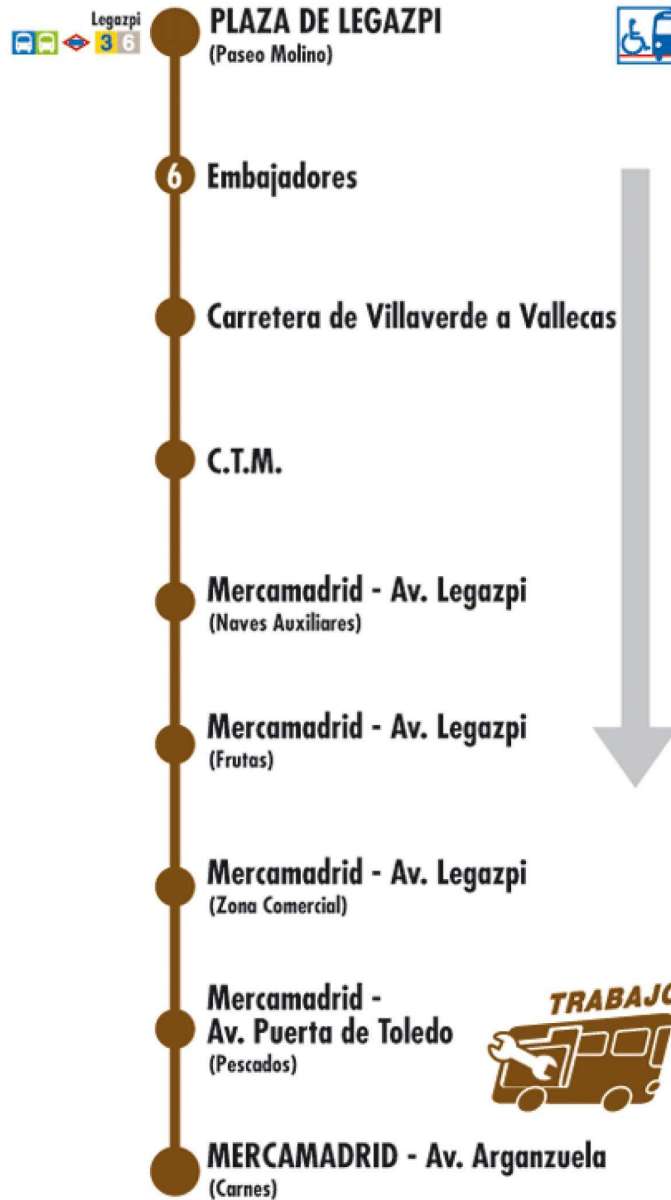 Legazpi
3 6
PLAZA DE LEGAZPI
(Paseo Molino)
6 Embajadores
Carretera de Villaverde a Vallecas
C.T.M.
Mercamadrid - Av. Legazpi
(Naves Auxiliares)
Mercamadrid - Av. Legazpi
(Frutas)
Mercamadrid - Av. Legazpi
(Zona Comercial)
Mercamadrid -
Av. Puerta de Toledo
(Pescados)
TRABAJO
MERCAMADRID - Av. Arganzuela
(Carnes)